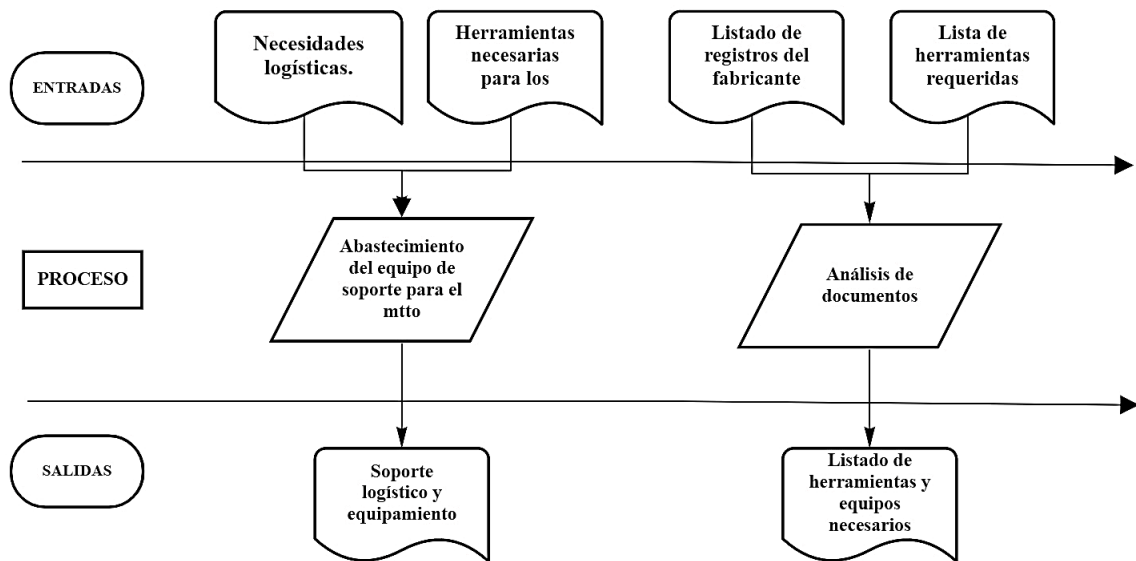 ENTRADAS
Necesidades
logísticas.
Herramientas
necesarias
para los
Listado de
registros del
fabricante
Lista de
herramientas
requeridas
PROCESO
Abastecimiento
del equipo de
soporte para el
mtto
Análisis de
documentos
SALIDAS
Soporte
logístico y
equipamiento
Listado de
herramientas y
equipos
necesarios